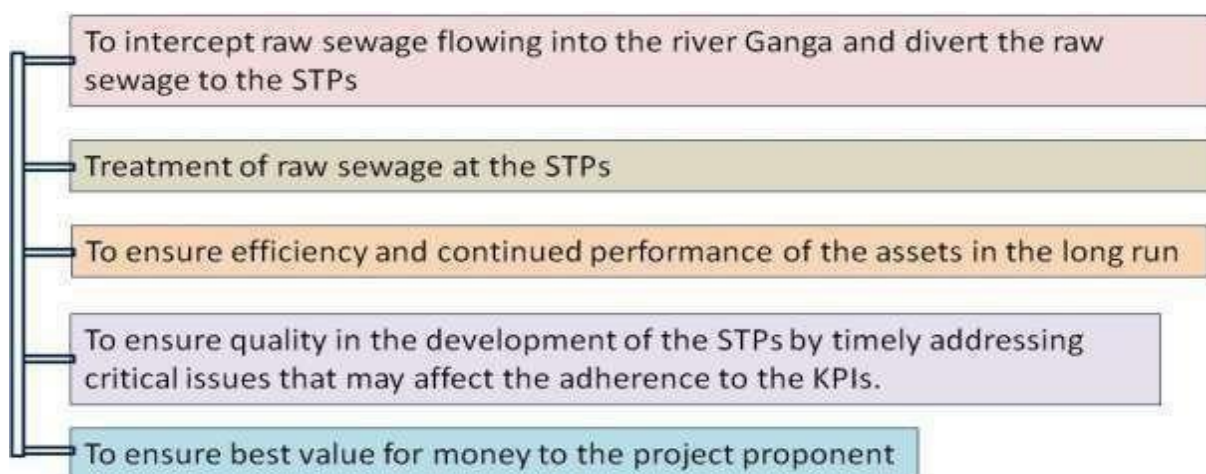 To intercept raw sewage flowing into the river Ganga and divert the raw
sewage to the STPs
Treatment of raw sewage at the STPs
To ensure efficiency and continued performance of the assets in the long run
To ensure quality in the development of the STPs by timely addressing
critical issues that may affect the adherence to the KPIs.
To ensure best value for money to the project proponent